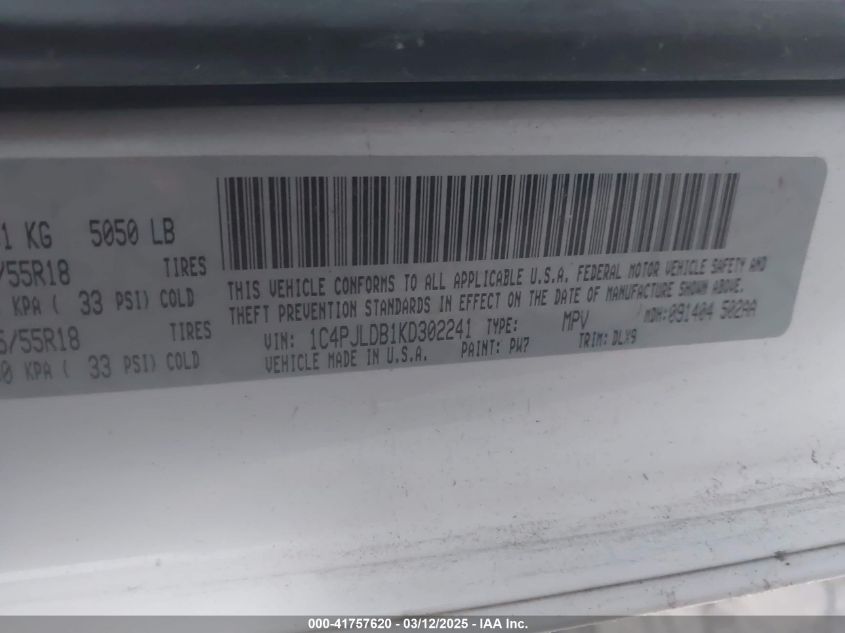 1 KG 5050 LB
/55R18 TIRES
KPA ( 33 PSI) COLD
/55R18 TIRES
0 KPA ( 33 PSI) COLD
THIS VEHICLE CONFORMS TO ALL APPLICABLE U.S.A. FEDERAL MOTOR VEHICLE SAFETY AND
THEFT PREVENTION STANDARDS IN EFFECT ON THE DATE OF MANUFACTURE SHOWN ABOVE.
VIN: 1C4PJLDB1KD302241 TYPE: MPV MDH:091404 502AA
VEHICLE MADE IN U.S.A. PAINT: PW7 TRIM: DLX9
000-41757620 - 03/12/2025 - IAA Inc.